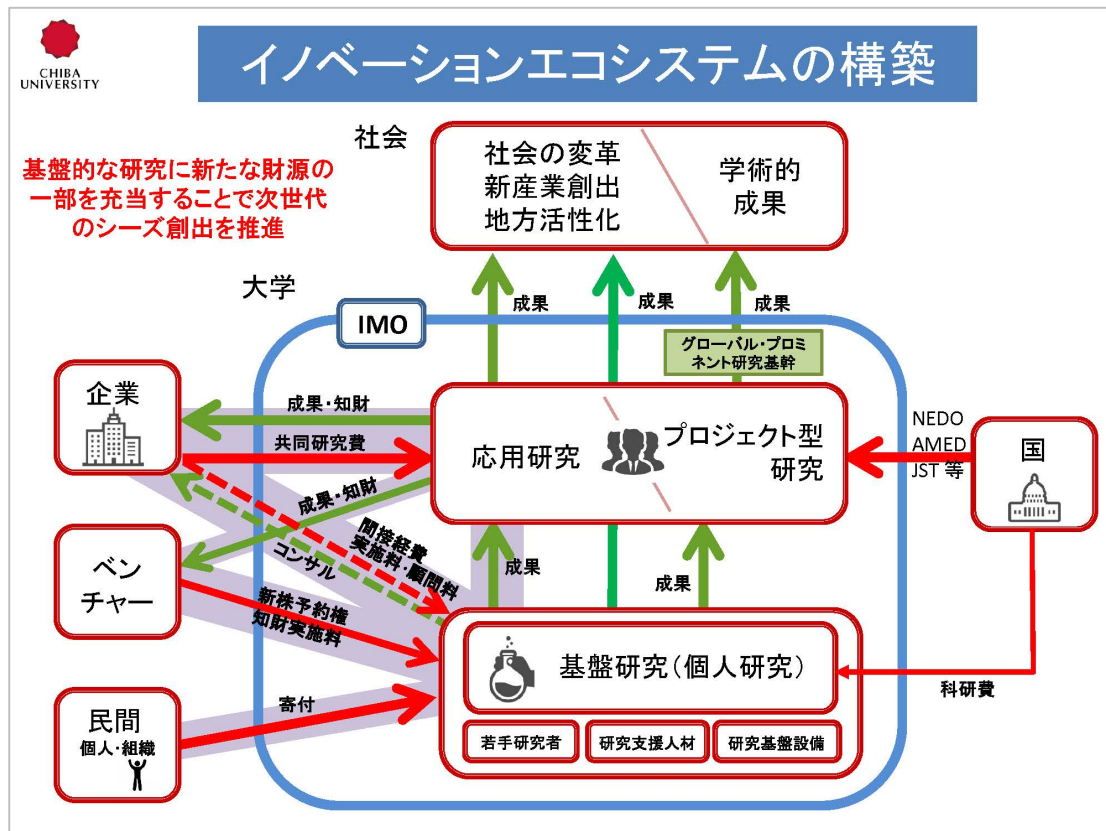 CHIBA
UNIVERSITY
イノベーションエコシステムの構築
基盤的な研究に新たな財源の
一部を充当することで次世代
のシーズ創出を推進
社会
社会の変革
新産業創出
地方活性化
学術的
成果
大学
IMO
成果
成果
成果
グローバル・プロミ
ネント研究基幹
企業
成果・知財
共同研究費
成果・知財
応用研究
プロジェクト型
研究
NEDO
AMED
JST 等
国
間接経費
実施料・顧問料
コンサル
ベン
チャー
新株予約権
知財実施料
成果
成果
基盤研究(個人研究)
科研費
民間
個人・組織
寄付
若手研究者
研究支援人材
研究基盤設備